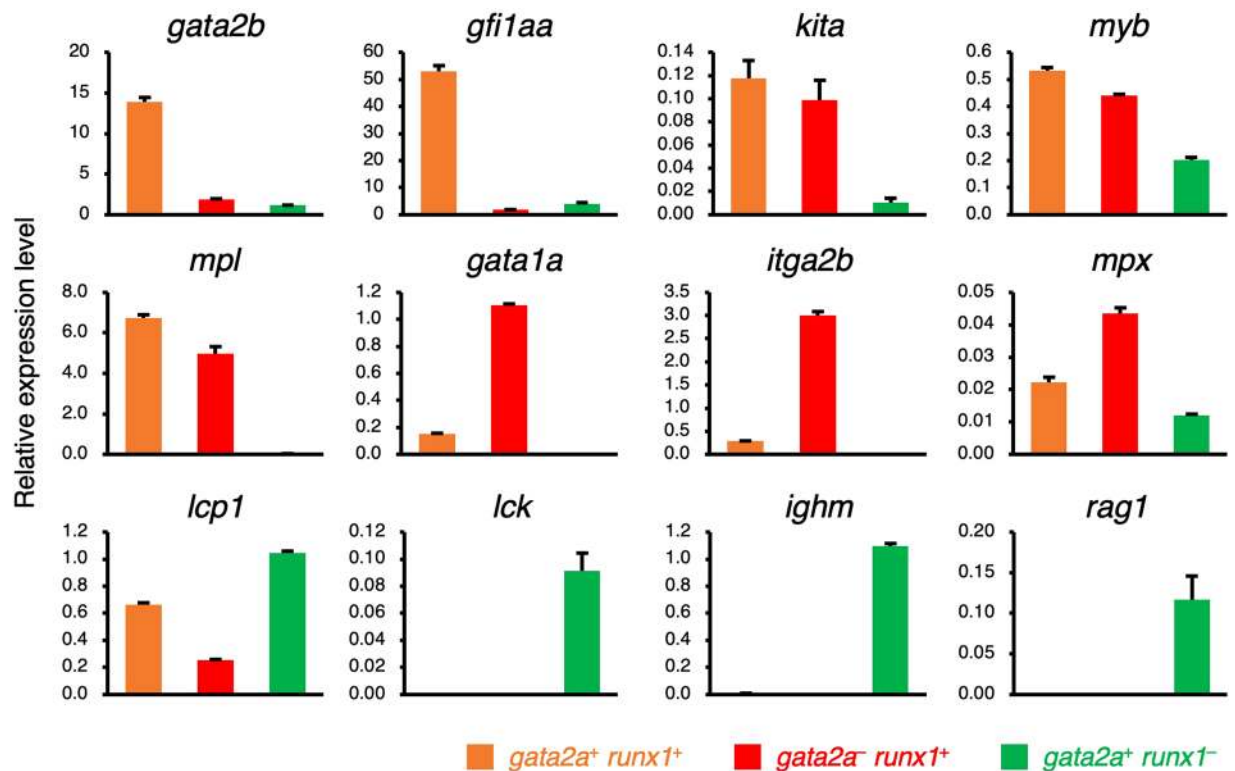 gata2b gfi1aa kita myb
20 60 0.14 0.6
15 50 0.12 0.5
10 40 0.10 0.4
5 30 0.08 0.3
0 20 0.06 0.2
10 0.04 0.1
0 0.02 0.0
0.00
Relative expression level
mpl gata1a itga2b mpx
8.0 1.2 3.5 0.05
6.0 1.0 3.0 0.04
4.0 0.8 2.5 0.03
2.0 0.6 2.0 0.02
0.0 0.4 1.5 0.01
0.2 1.0 0.00
0.0 0.5
0.0
lcp1 lck ighm rag1
1.2 0.12 1.2 0.20
1.0 0.10 1.0 0.15
0.8 0.08 0.8 0.10
0.6 0.06 0.6 0.05
0.4 0.04 0.4 0.00
0.2 0.02 0.2
0.0 0.00 0.0
gata2a⁺ runx1⁺ gata2a⁻ runx1⁺ gata2a⁺ runx1⁻